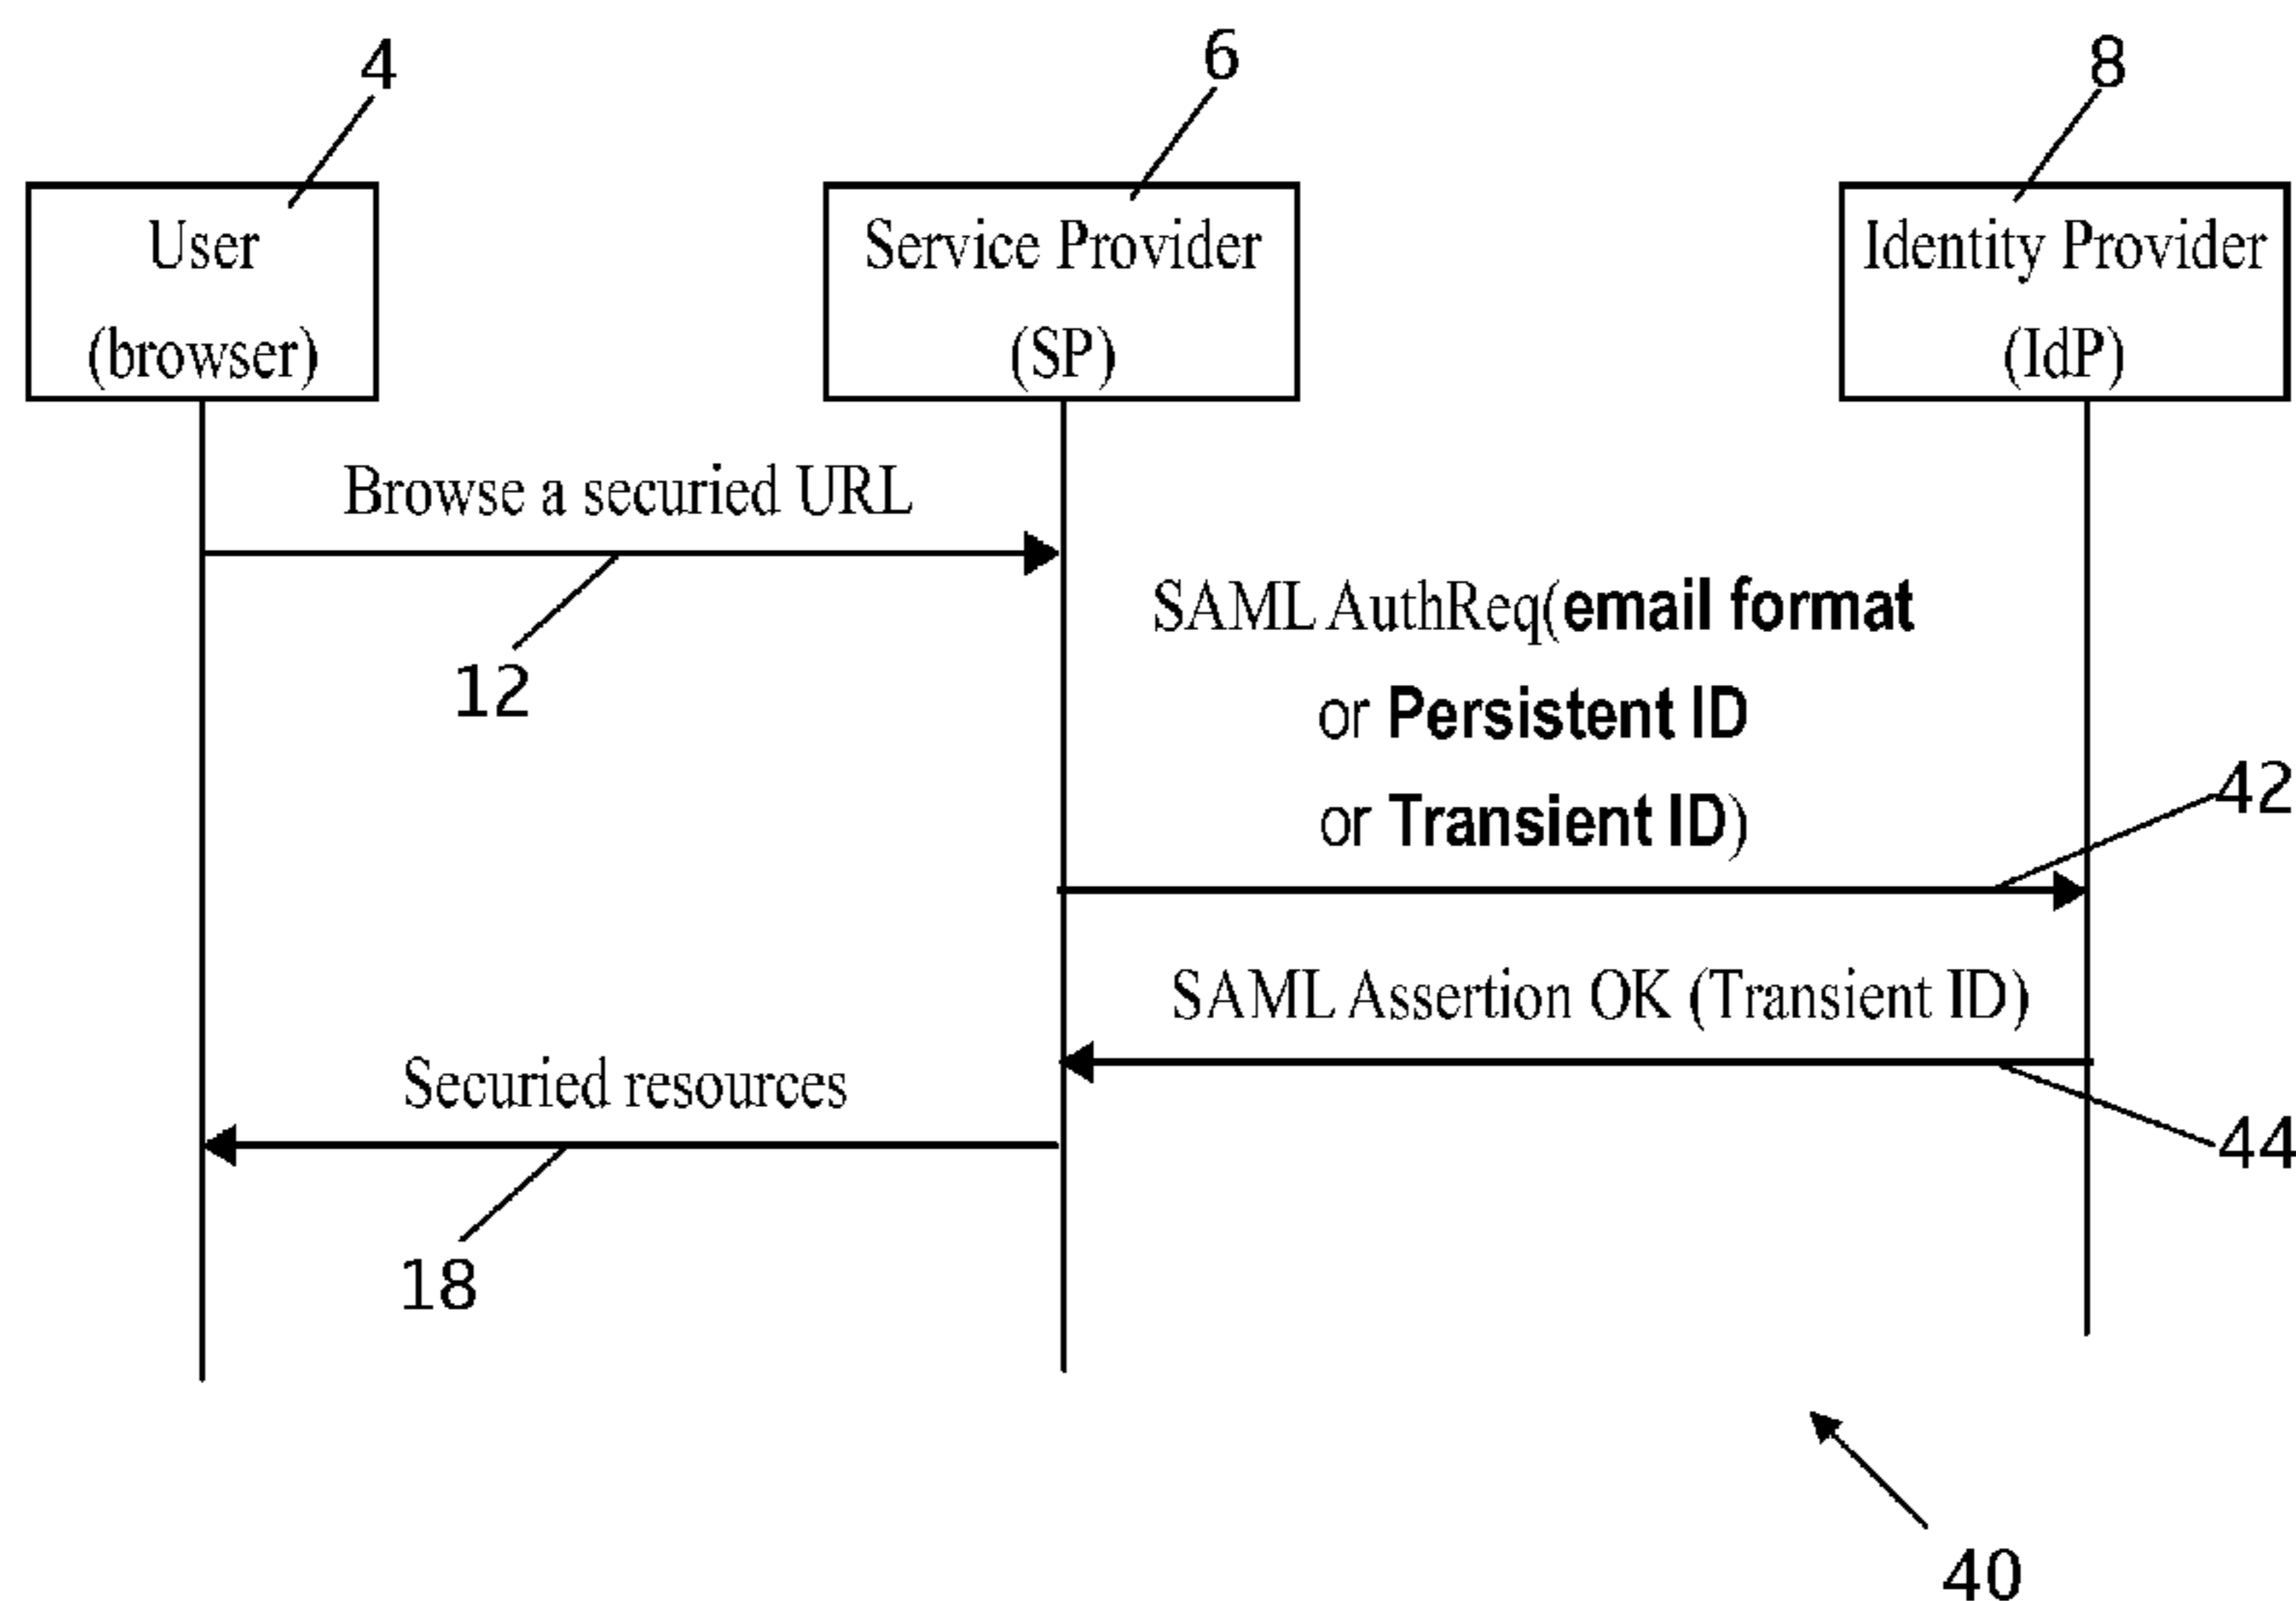 4
6
8
User
(browser)
Service Provider
(SP)
Identity Provider
(IdP)
Browse a securied URL
12
SAML AuthReq(email format
or Persistent ID
or Transient ID)
42
SAML Assertion OK (Transient ID)
44
Securied resources
18
40